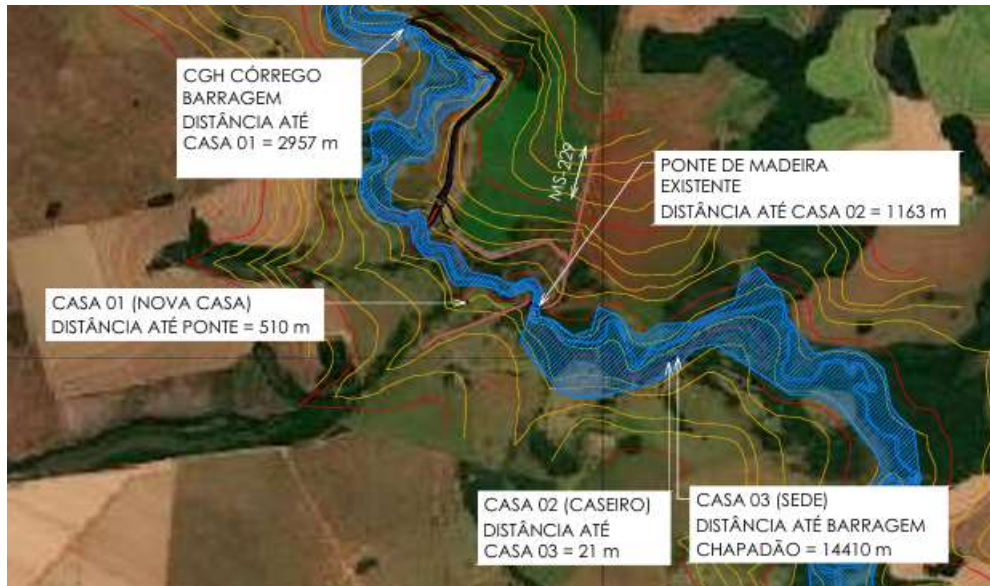 CGH CÓRREGO
BARRAGEM
DISTÂNCIA ATÉ
CASA 01 = 2957 m
MS-229
PONTE DE MADEIRA
EXISTENTE
DISTÂNCIA ATÉ CASA 02 = 1163 m
CASA 01 (NOVA CASA)
DISTÂNCIA ATÉ PONTE = 510 m
CASA 02 (CASEIRO)
DISTÂNCIA ATÉ
CASA 03 = 21 m
CASA 03 (SEDE)
DISTÂNCIA ATÉ BARRAGEM
CHAPADÃO = 14410 m